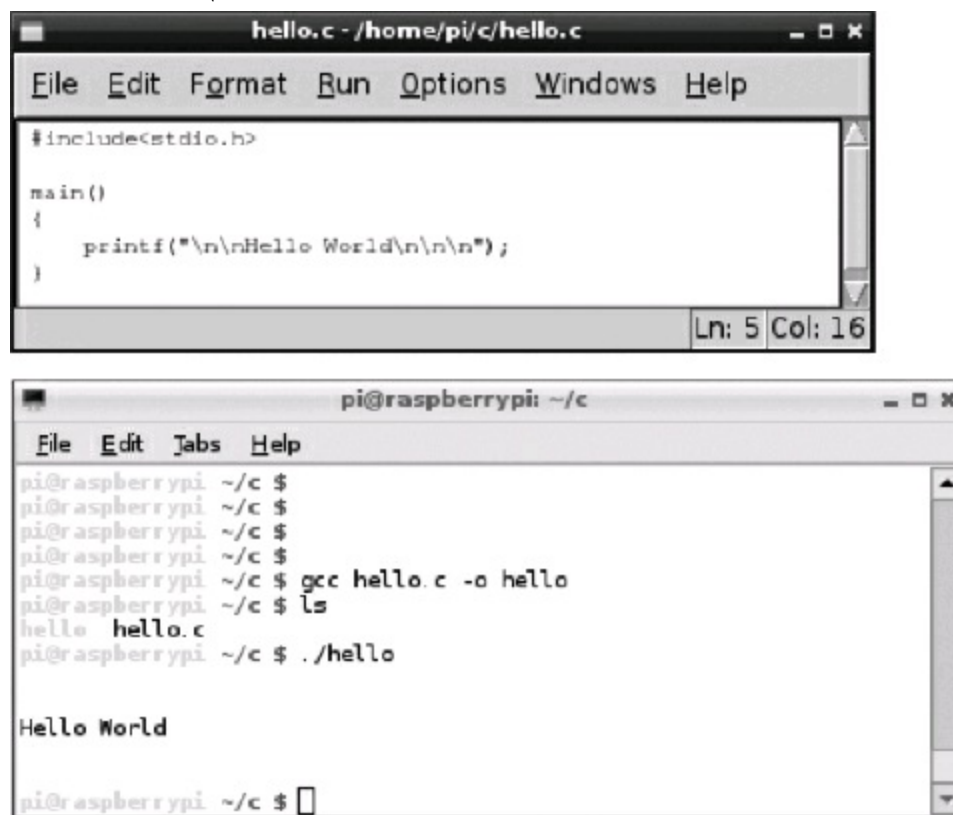 hello.c - /home/pi/c/hello.c
File Edit Format Run Options Windows Help
#include<stdio.h>
main()
{
printf("\n\nHello World\n\n\n");
}
Ln: 5 Col: 16
pi@raspberrypi: ~/c
File Edit Tabs Help
pi@raspberrypi ~/c $
pi@raspberrypi ~/c $
pi@raspberrypi ~/c $
pi@raspberrypi ~/c $
pi@raspberrypi ~/c $ gcc hello.c -o hello
pi@raspberrypi ~/c $ ls
hello hello.c
pi@raspberrypi ~/c $ ./hello
Hello World
pi@raspberrypi ~/c $